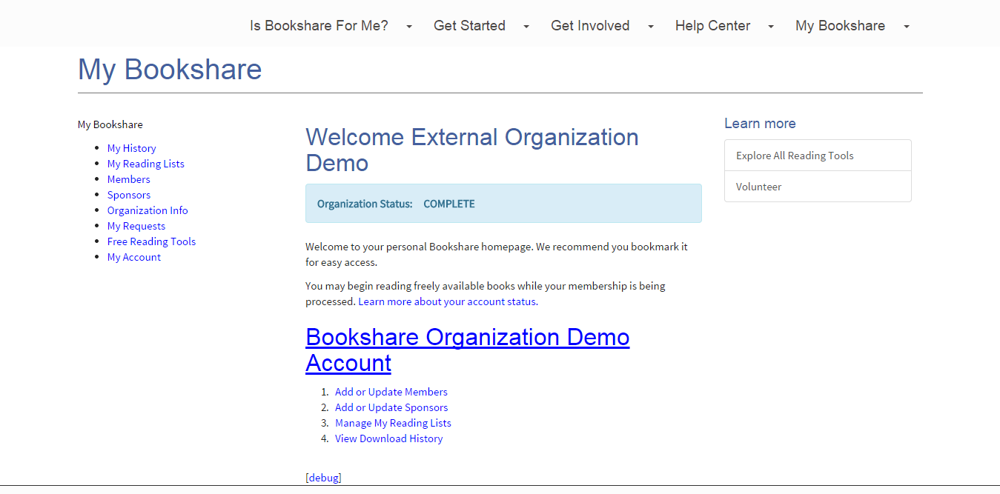 Is Bookshare For Me?
Get Started
Get Involved
Help Center
My Bookshare
My Bookshare
My Bookshare
My History
My Reading Lists
Members
Sponsors
Organization Info
My Requests
Free Reading Tools
My Account
Welcome External Organization
Demo
Organization Status: COMPLETE
Welcome to your personal Bookshare homepage. We recommend you bookmark it
for easy access.
You may begin reading freely available books while your membership is being
processed. Learn more about your account status.
Bookshare Organization Demo
Account
1. Add or Update Members
2. Add or Update Sponsors
3. Manage My Reading Lists
4. View Download History
[debug]
Learn more
Explore All Reading Tools
Volunteer